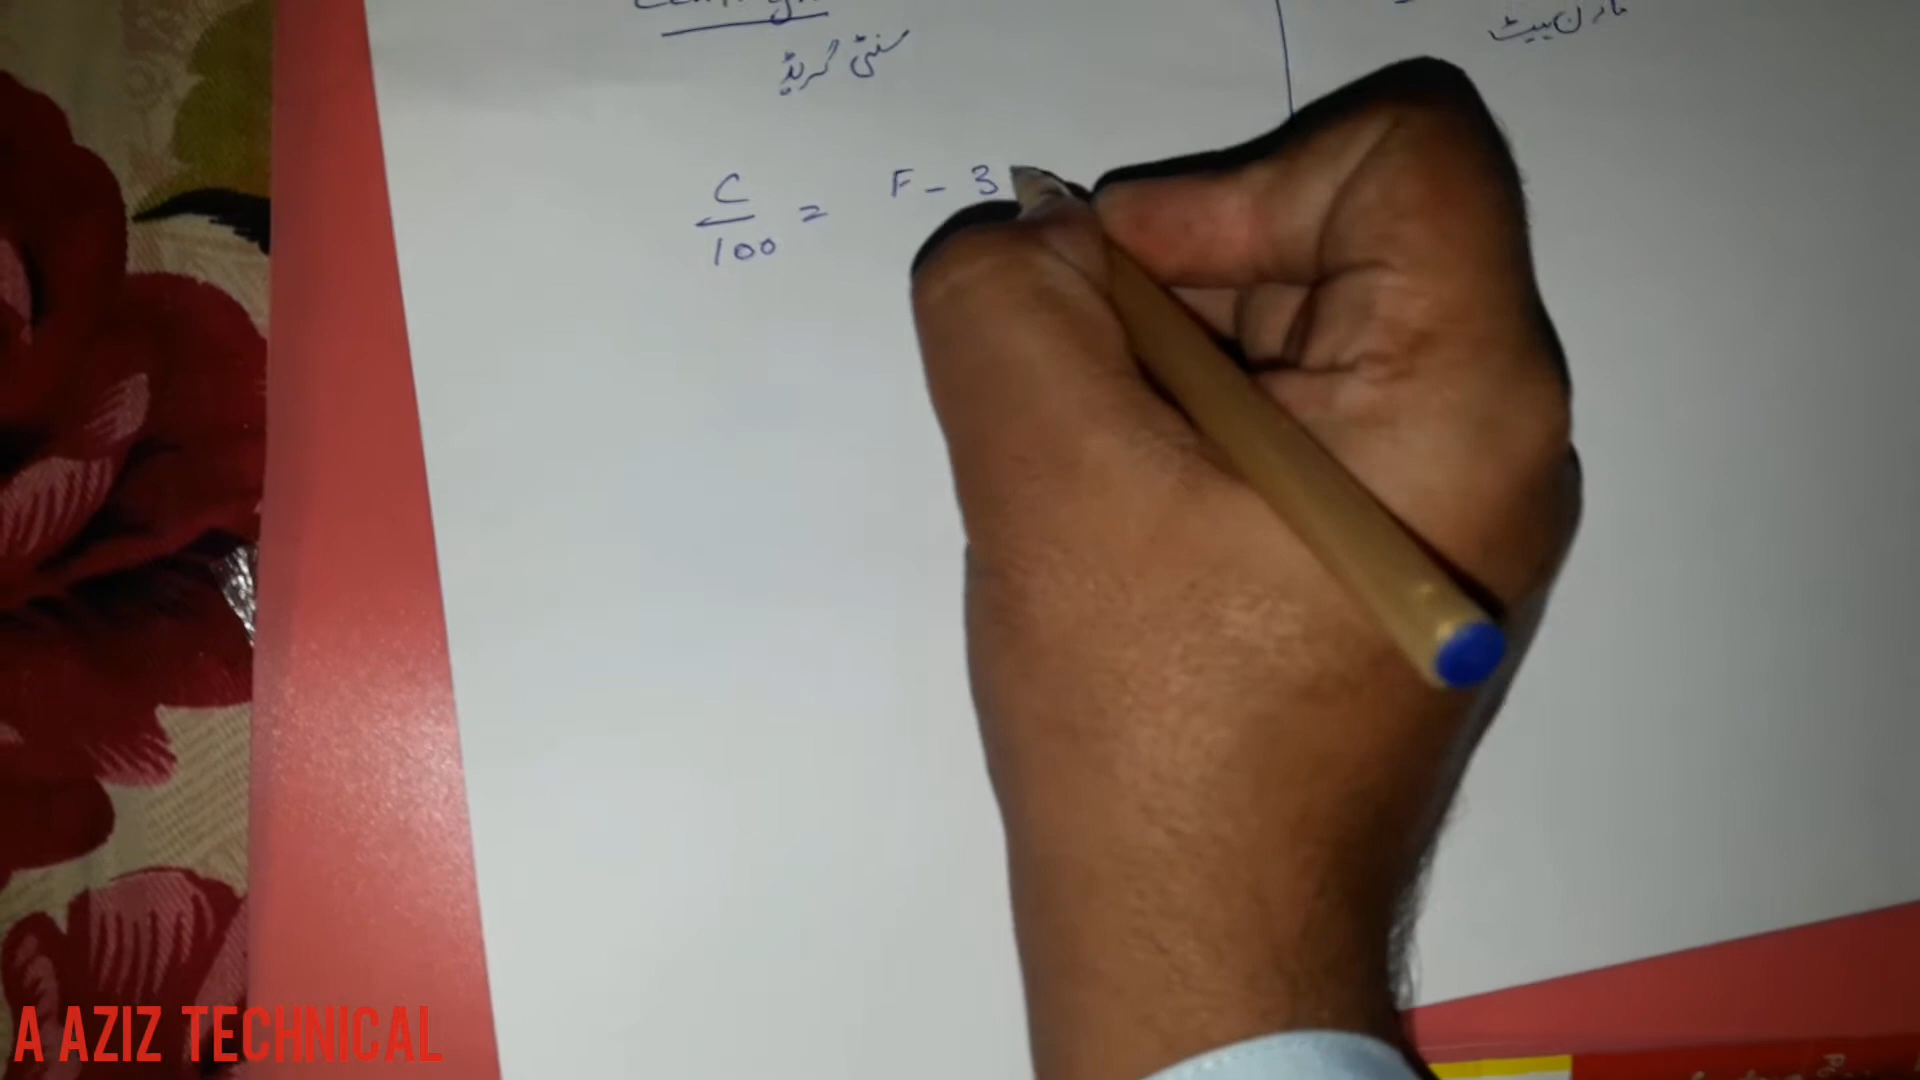 سنٹی گریڈ
فارن ہیٹ
C/100 = F - 3
A AZIZ TECHNICAL